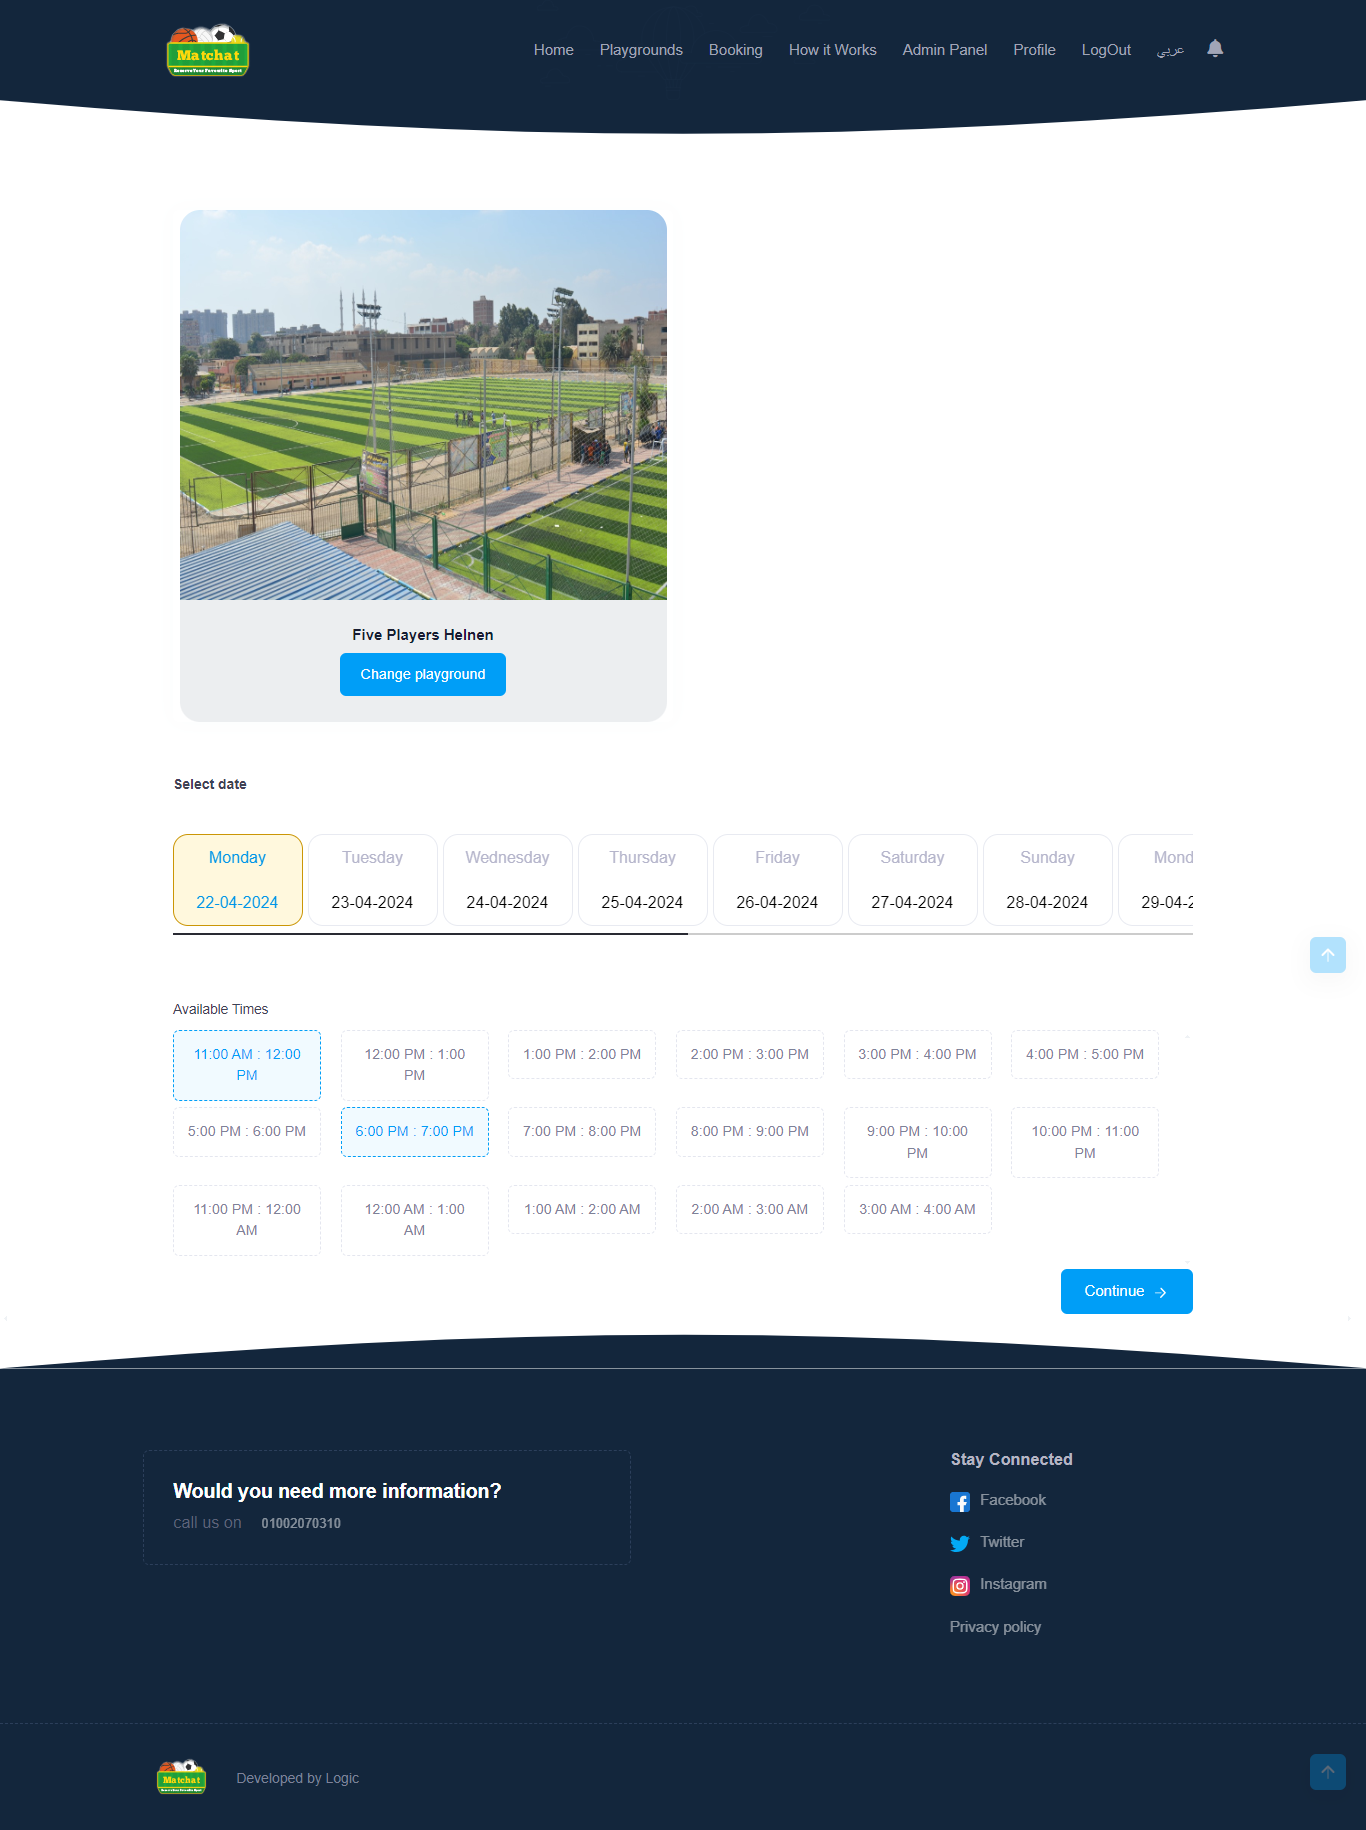 Matchat
Reserve Your Favorite Sport
Home
Playgrounds
Booking
How it Works
Admin Panel
Profile
LogOut
عربي
Five Players Helnen
Change playground
Select date
Monday
Tuesday
Wednesday
Thursday
Friday
Saturday
Sunday
Mond
22-04-2024
23-04-2024
24-04-2024
25-04-2024
26-04-2024
27-04-2024
28-04-2024
29-04-2
Available Times
11:00 AM : 12:00
PM
12:00 PM : 1:00
PM
1:00 PM : 2:00 PM
2:00 PM : 3:00 PM
3:00 PM : 4:00 PM
4:00 PM : 5:00 PM
5:00 PM : 6:00 PM
6:00 PM : 7:00 PM
7:00 PM : 8:00 PM
8:00 PM : 9:00 PM
9:00 PM : 10:00
PM
10:00 PM : 11:00
PM
11:00 PM : 12:00
AM
12:00 AM : 1:00
AM
1:00 AM : 2:00 AM
2:00 AM : 3:00 AM
3:00 AM : 4:00 AM
Continue
Would you need more information?
call us on 01002070310
Stay Connected
Facebook
Twitter
Instagram
Privacy policy
Matchat
Reserve Your Favorite Sport
Developed by Logic